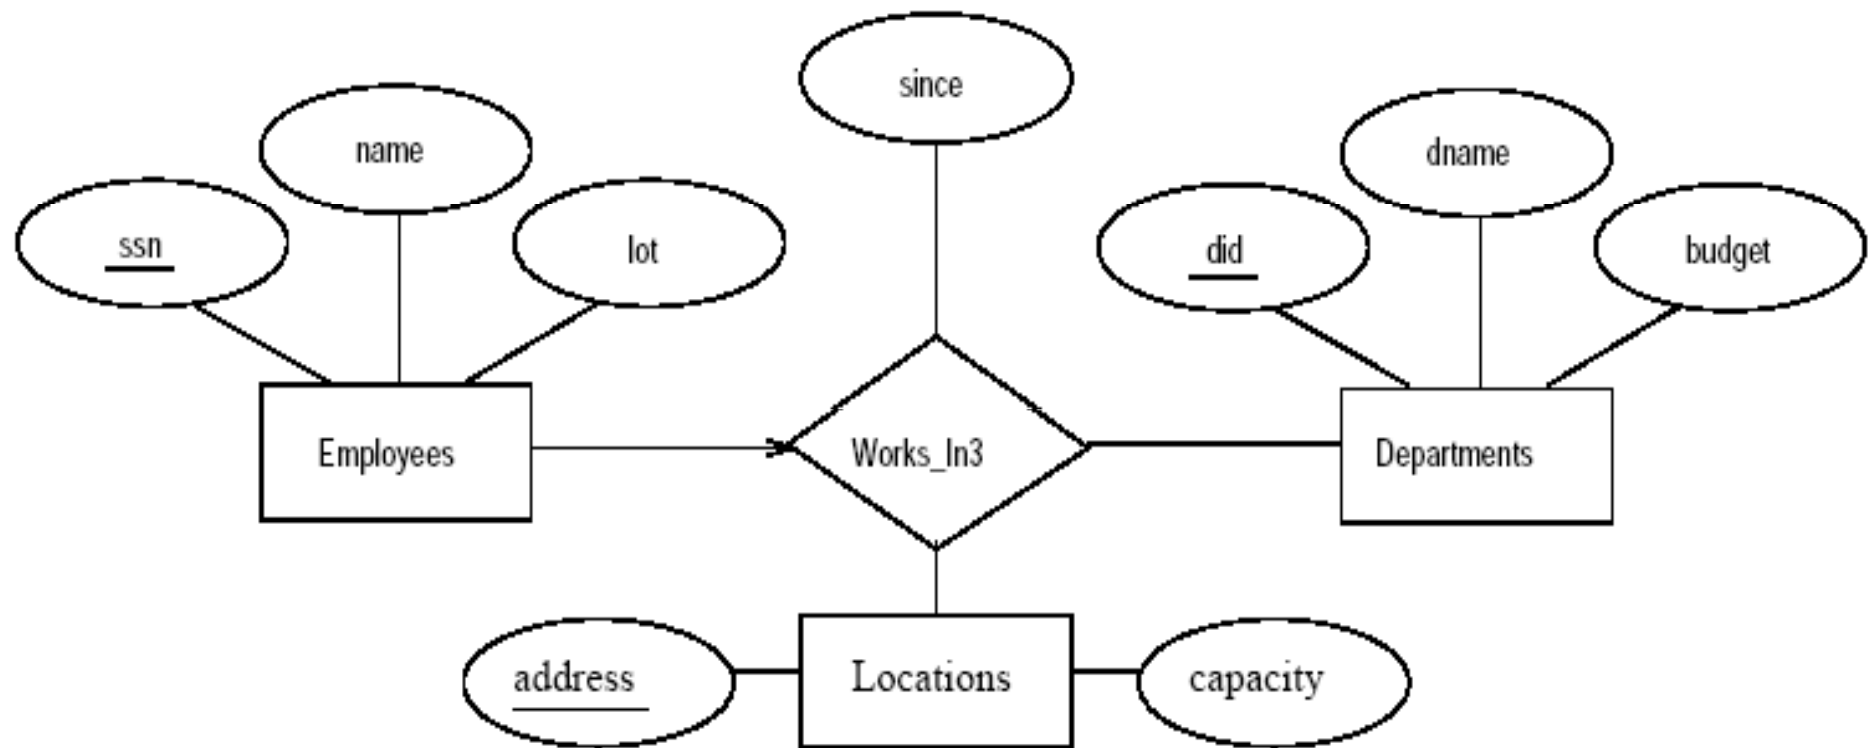 since
name
dname
ssn
lot
did
budget
Employees
Works_In3
Departments
address
Locations
capacity